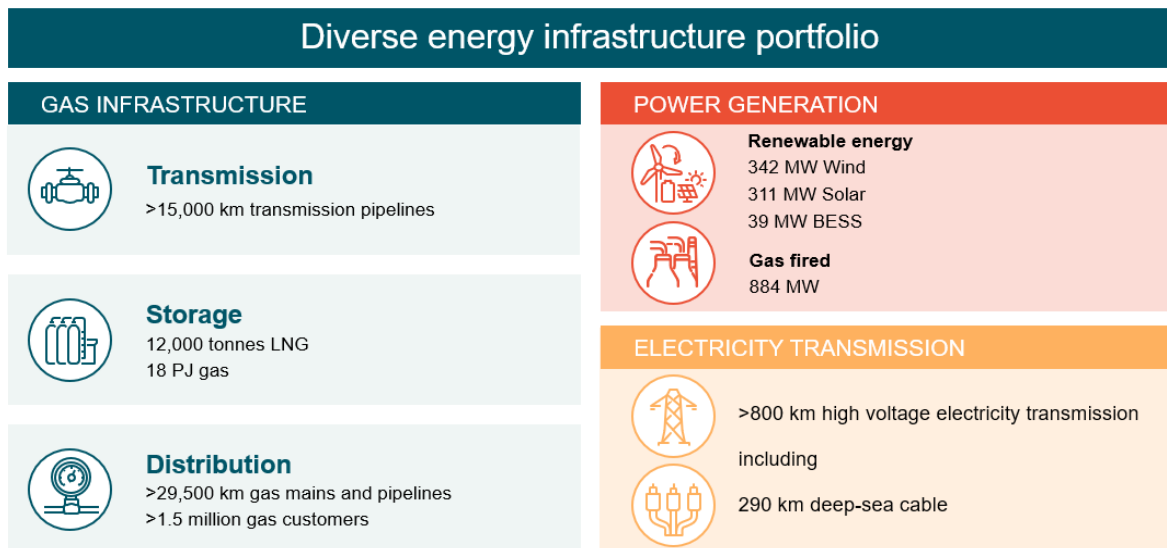 Diverse energy infrastructure portfolio
GAS INFRASTRUCTURE
Transmission
>15,000 km transmission pipelines
Storage
12,000 tonnes LNG
18 PJ gas
Distribution
>29,500 km gas mains and pipelines
>1.5 million gas customers
POWER GENERATION
Renewable energy
342 MW Wind
311 MW Solar
39 MW BESS
Gas fired
884 MW
ELECTRICITY TRANSMISSION
>800 km high voltage electricity transmission
including
290 km deep-sea cable